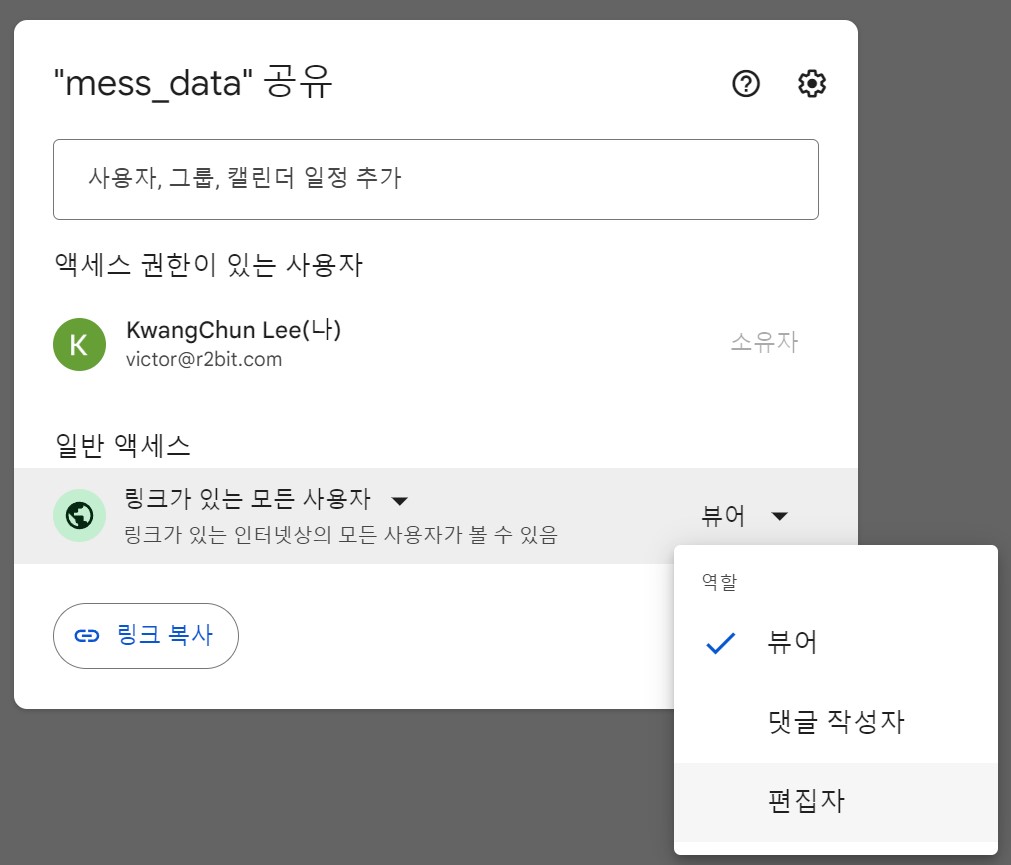 "mess_data" 공유
사용자, 그룹, 캘린더 일정 추가
액세스 권한이 있는 사용자
K
KwangChun Lee(나)
victor@r2bit.com
소유자
일반 액세스
링크가 있는 모든 사용자
링크가 있는 인터넷상의 모든 사용자가 볼 수 있음
뷰어
링크 복사
역할
뷰어
댓글 작성자
편집자